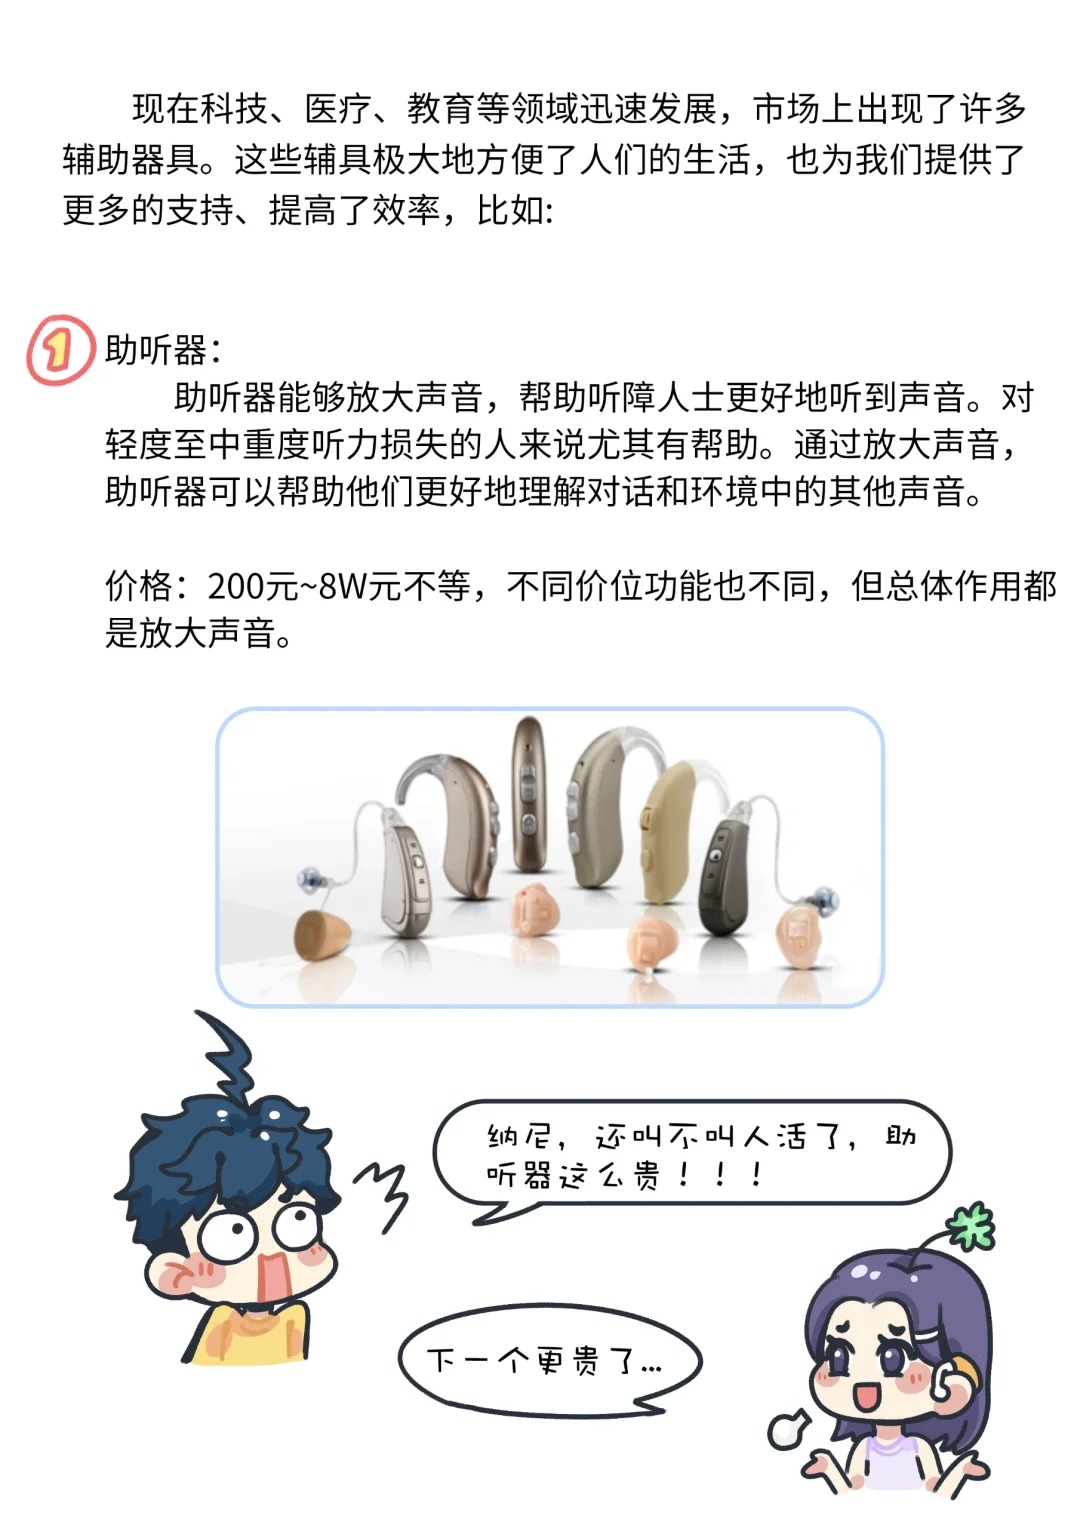 现在科技、医疗、教育等领域迅速发展，市场上出现了许多
辅助器具。这些辅具极大地方便了人们的生活，也为我们提供了
更多的支持、提高了效率，比如:
1
助听器：
助听器能够放大声音，帮助听障人士更好地听到声音。对
轻度至中重度听力损失的人来说尤其有帮助。通过放大声音，
助听器可以帮助他们更好地理解对话和环境中的其他声音。
价格：200元~8W元不等，不同价位功能也不同，但总体作用都
是放大声音。
纳尼，还叫不叫人活了，助
听器这么贵！！！
下一个更贵了...